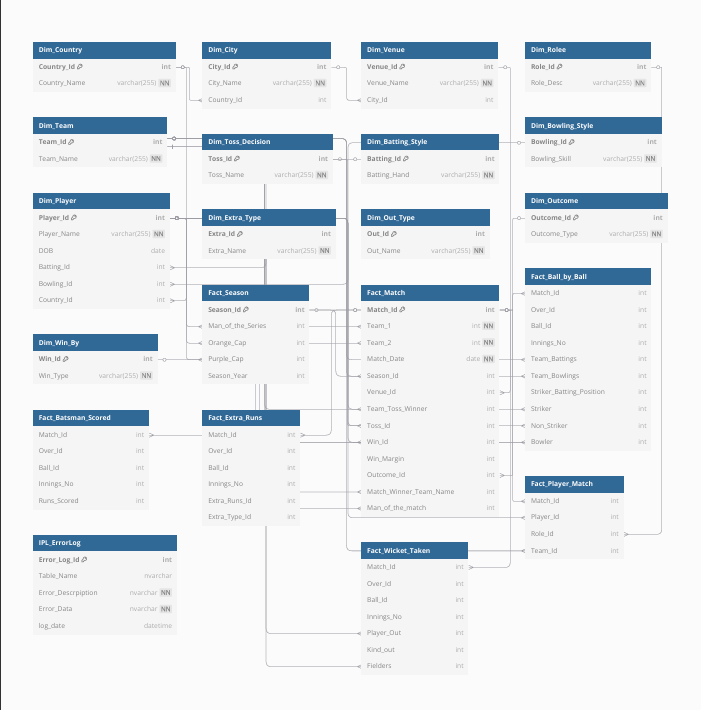 Dim_Country
Country_Id int
Country_Name varchar(255) NN
Dim_City
City_Id int
City_Name varchar(255) NN
Country_Id int
Dim_Venue
Venue_Id int
Venue_Name varchar(255) NN
City_Id int
Dim_Rolee
Role_Id int
Role_Desc varchar(255) NN
Dim_Team
Team_Id int
Team_Name varchar(255) NN
Dim_Toss_Decision
Toss_Id int
Toss_Name varchar(255) NN
Dim_Batting_Style
Batting_Id int
Batting_Hand varchar(255) NN
Dim_Bowling_Style
Bowling_Id int
Bowling_Skill varchar(255) NN
Dim_Player
Player_Id int
Player_Name varchar(255) NN
DOB date
Batting_Id int
Bowling_Id int
Country_Id int
Dim_Extra_Type
Extra_Id int
Extra_Name varchar(255) NN
Dim_Out_Type
Out_Id int
Out_Name varchar(255) NN
Dim_Outcome
Outcome_Id int
Outcome_Type varchar(255) NN
Fact_Season
Season_Id int
Man_of_the_Series int
Orange_Cap int
Purple_Cap int
Season_Year int
Fact_Match
Match_Id int
Team_1 int NN
Team_2 int NN
Match_Date date NN
Season_Id int
Venue_Id int
Team_Toss_Winner int
Toss_Id int
Win_Id int
Win_Margin int
Outcome_Id int
Match_Winner_Team_Name int
Man_of_the_match int
Fact_Ball_by_Ball
Match_Id int
Over_Id int
Ball_Id int
Innings_No int
Team_Battings int
Team_Bowlings int
Striker_Batting_Position int
Striker int
Non_Striker int
Bowler int
Dim_Win_By
Win_Id int
Win_Type varchar(255) NN
Fact_Batsman_Scored
Match_Id int
Over_Id int
Ball_Id int
Innings_No int
Runs_Scored int
Fact_Extra_Runs
Match_Id int
Over_Id int
Ball_Id int
Innings_No int
Extra_Runs_Id int
Extra_Type_Id int
Fact_Player_Match
Match_Id int
Player_Id int
Role_Id int
Team_Id int
IPL_ErrorLog
Error_Log_Id int
Table_Name nvarchar
Error_Descrpiption nvarchar NN
Error_Data nvarchar NN
log_date datetime
Fact_Wicket_Taken
Match_Id int
Over_Id int
Ball_Id int
Innings_No int
Player_Out int
Kind_out int
Fielders int